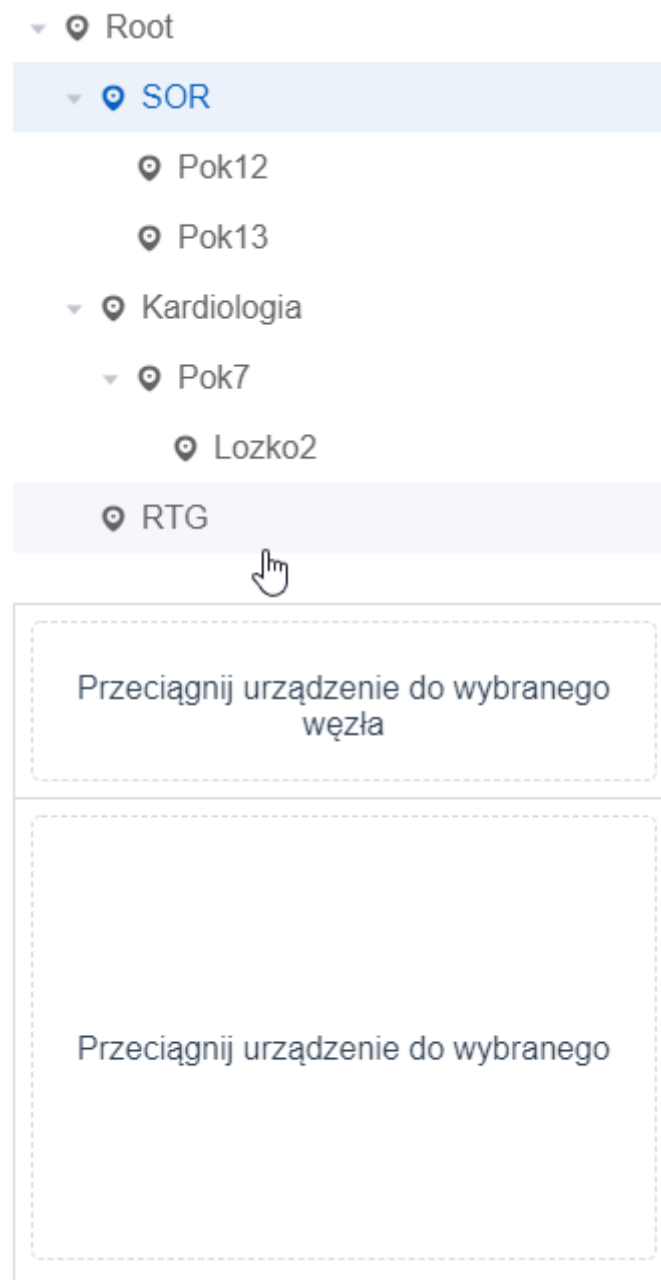 Root
SOR
Pok12
Pok13
Kardiologia
Pok7
Lozko2
RTG
Przeciągnij urządzenie do wybranego
węzła
Przeciągnij urządzenie do wybranego